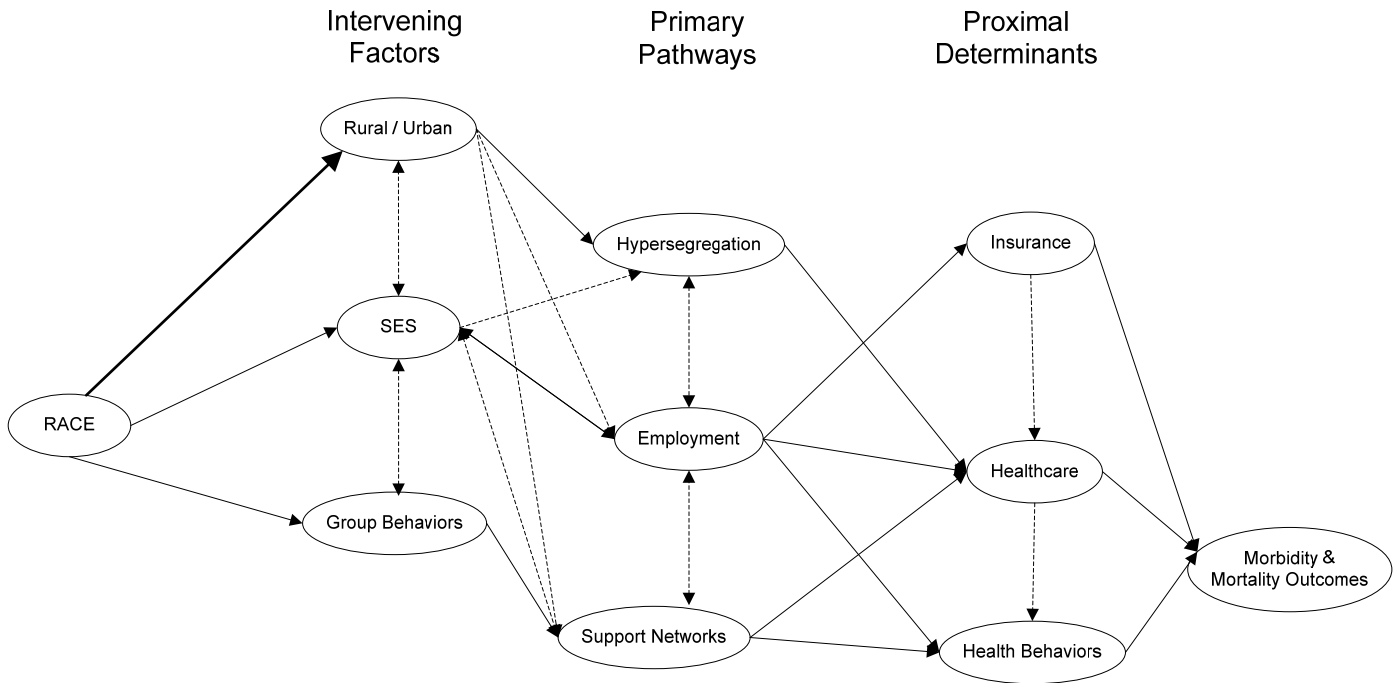 Intervening
Factors
Primary
Pathways
Proximal
Determinants
Rural / Urban
Hypersegregation
Insurance
SES
RACE
Employment
Healthcare
Group Behaviors
Morbidity &
Mortality Outcomes
Support Networks
Health Behaviors